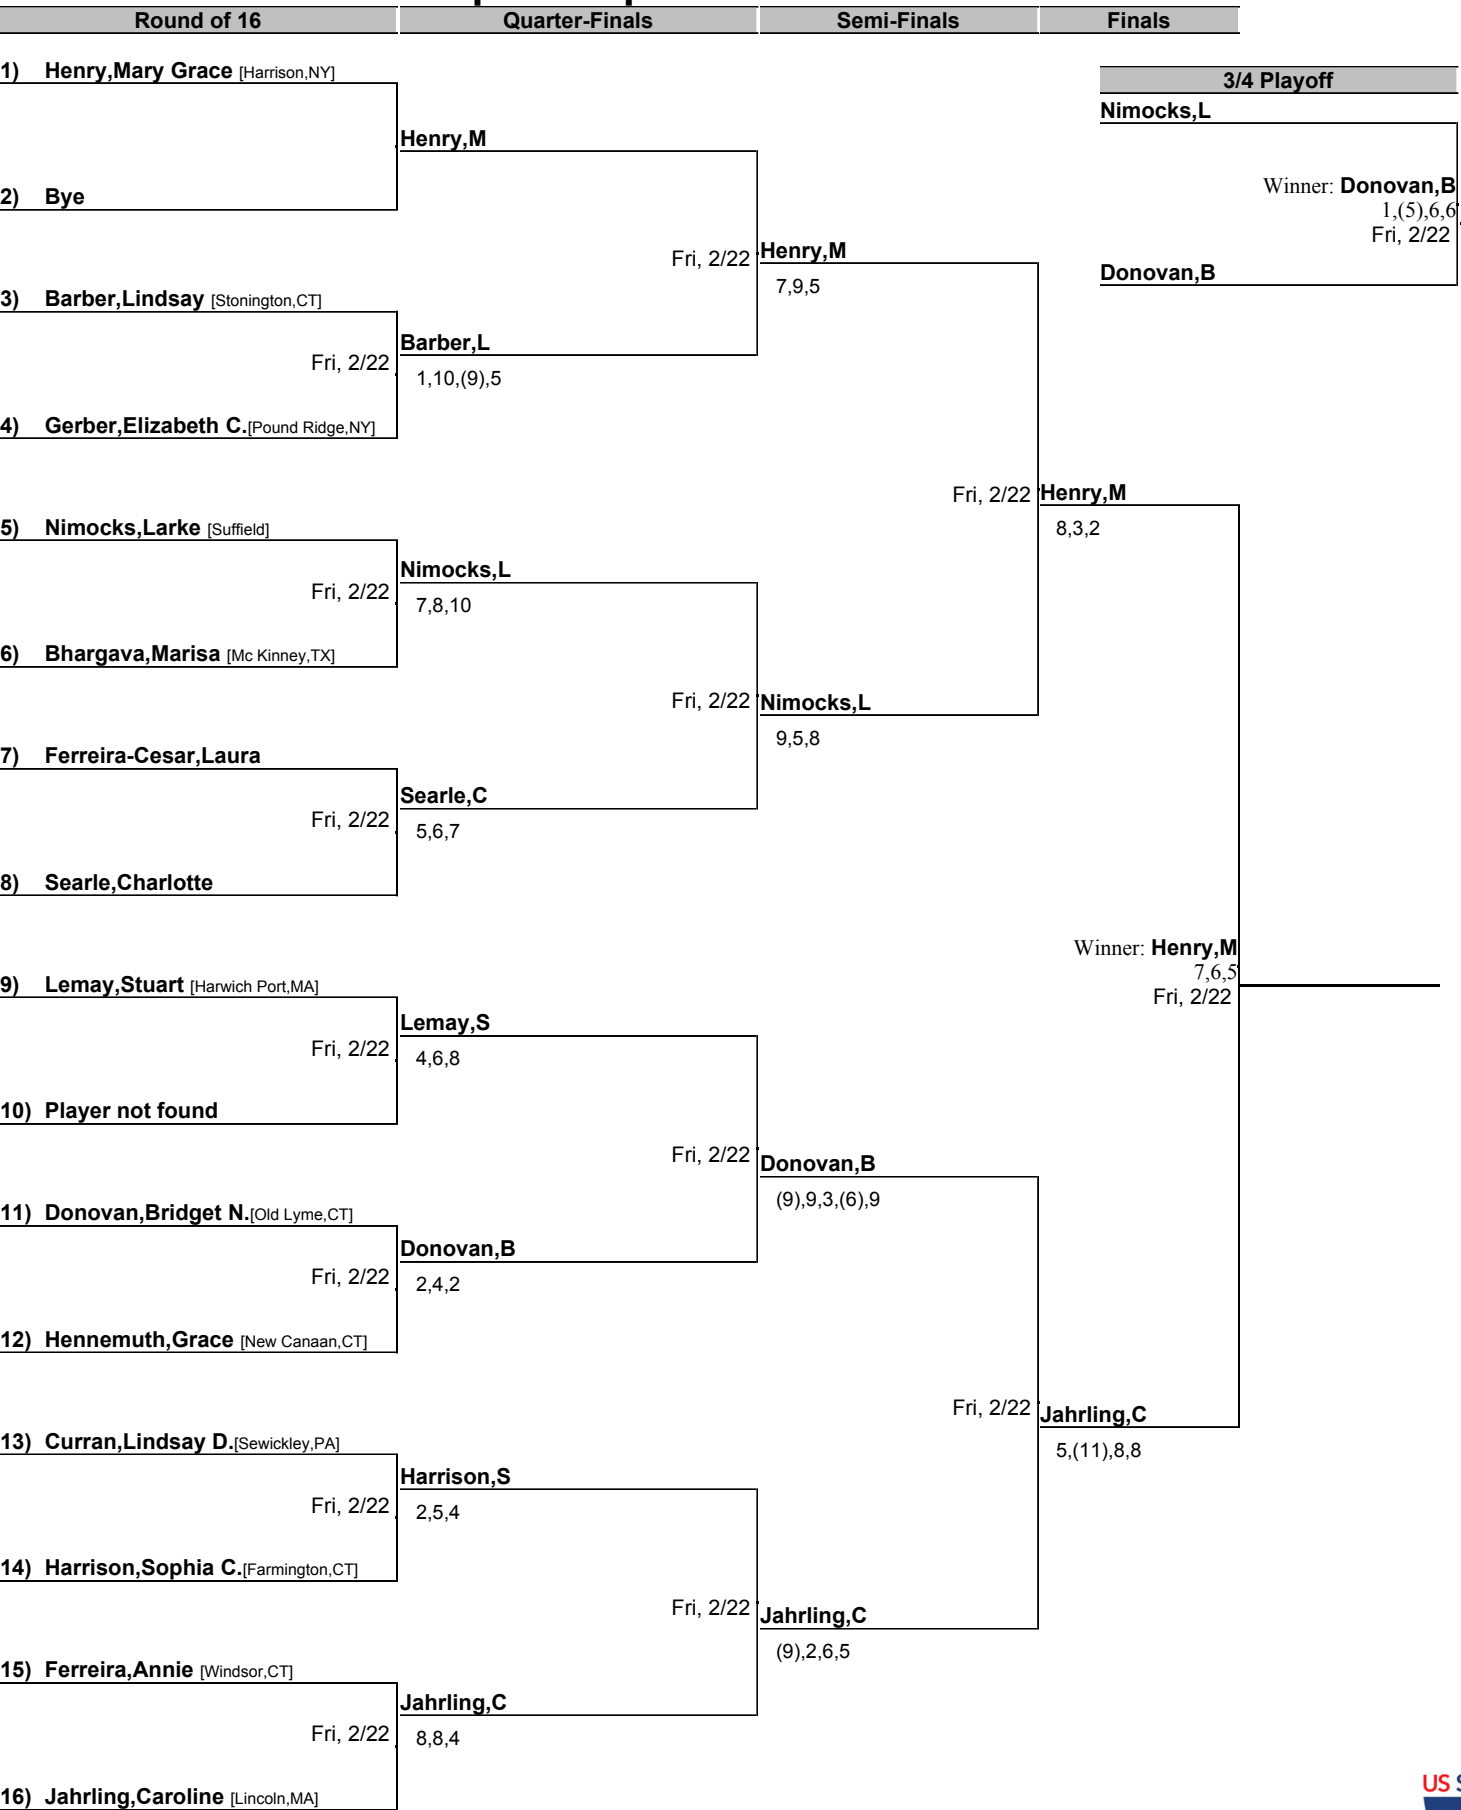 Round of 16 Quarter-Finals Semi-Finals Finals
1) Henry,Mary Grace [Harrison,NY]
3/4 Playoff
Nimocks,L
Henry,M
Winner: Donovan,B
2) Bye
1,(5),6,6
Fri, 2/22
Fri, 2/22 Henry,M
Donovan,B
7,9,5
3) Barber,Lindsay [Stonington,CT]
Barber,L
Fri, 2/22
1,10,(9),5
4) Gerber,Elizabeth C.[Pound Ridge,NY]
Fri, 2/22 Henry,M
8,3,2
5) Nimocks,Larke [Suffield]
Nimocks,L
Fri, 2/22
7,8,10
6) Bhargava,Marisa [Mc Kinney,TX]
Fri, 2/22 Nimocks,L
9,5,8
7) Ferreira-Cesar,Laura
Searle,C
Fri, 2/22
5,6,7
8) Searle,Charlotte
Winner: Henry,M
7,6,5
Fri, 2/22
9) Lemay,Stuart [Harwich Port,MA]
Lemay,S
Fri, 2/22
4,6,8
10) Player not found
Fri, 2/22 Donovan,B
(9),9,3,(6),9
11) Donovan,Bridget N.[Old Lyme,CT]
Donovan,B
Fri, 2/22
2,4,2
12) Hennemuth,Grace [New Canaan,CT]
Fri, 2/22 Jahrling,C
5,(11),8,8
13) Curran,Lindsay D.[Sewickley,PA]
Harrison,S
Fri, 2/22
2,5,4
14) Harrison,Sophia C.[Farmington,CT]
Fri, 2/22 Jahrling,C
(9),2,6,5
15) Ferreira,Annie [Windsor,CT]
Jahrling,C
Fri, 2/22
8,8,4
16) Jahrling,Caroline [Lincoln,MA]
US